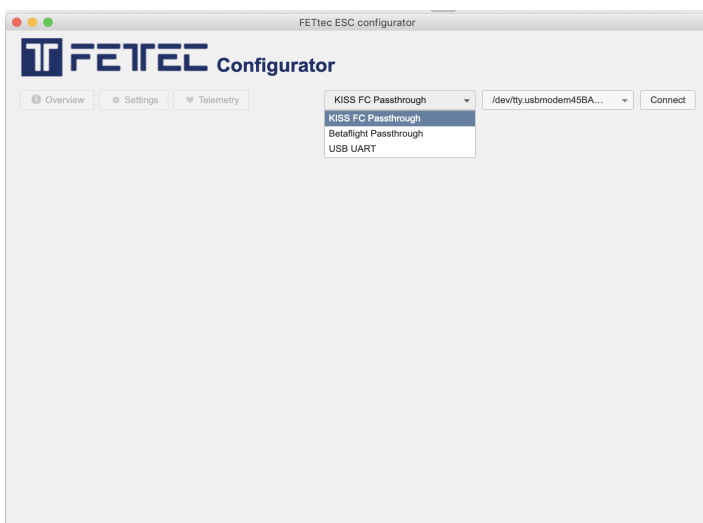 FETtec ESC configurator
FETTEC Configurator
Overview Settings Telemetry KISS FC Passthrough /dev/tty.usbmodem45BA... Connect
KISS FC Passthrough
Betaflight Passthrough
USB UART